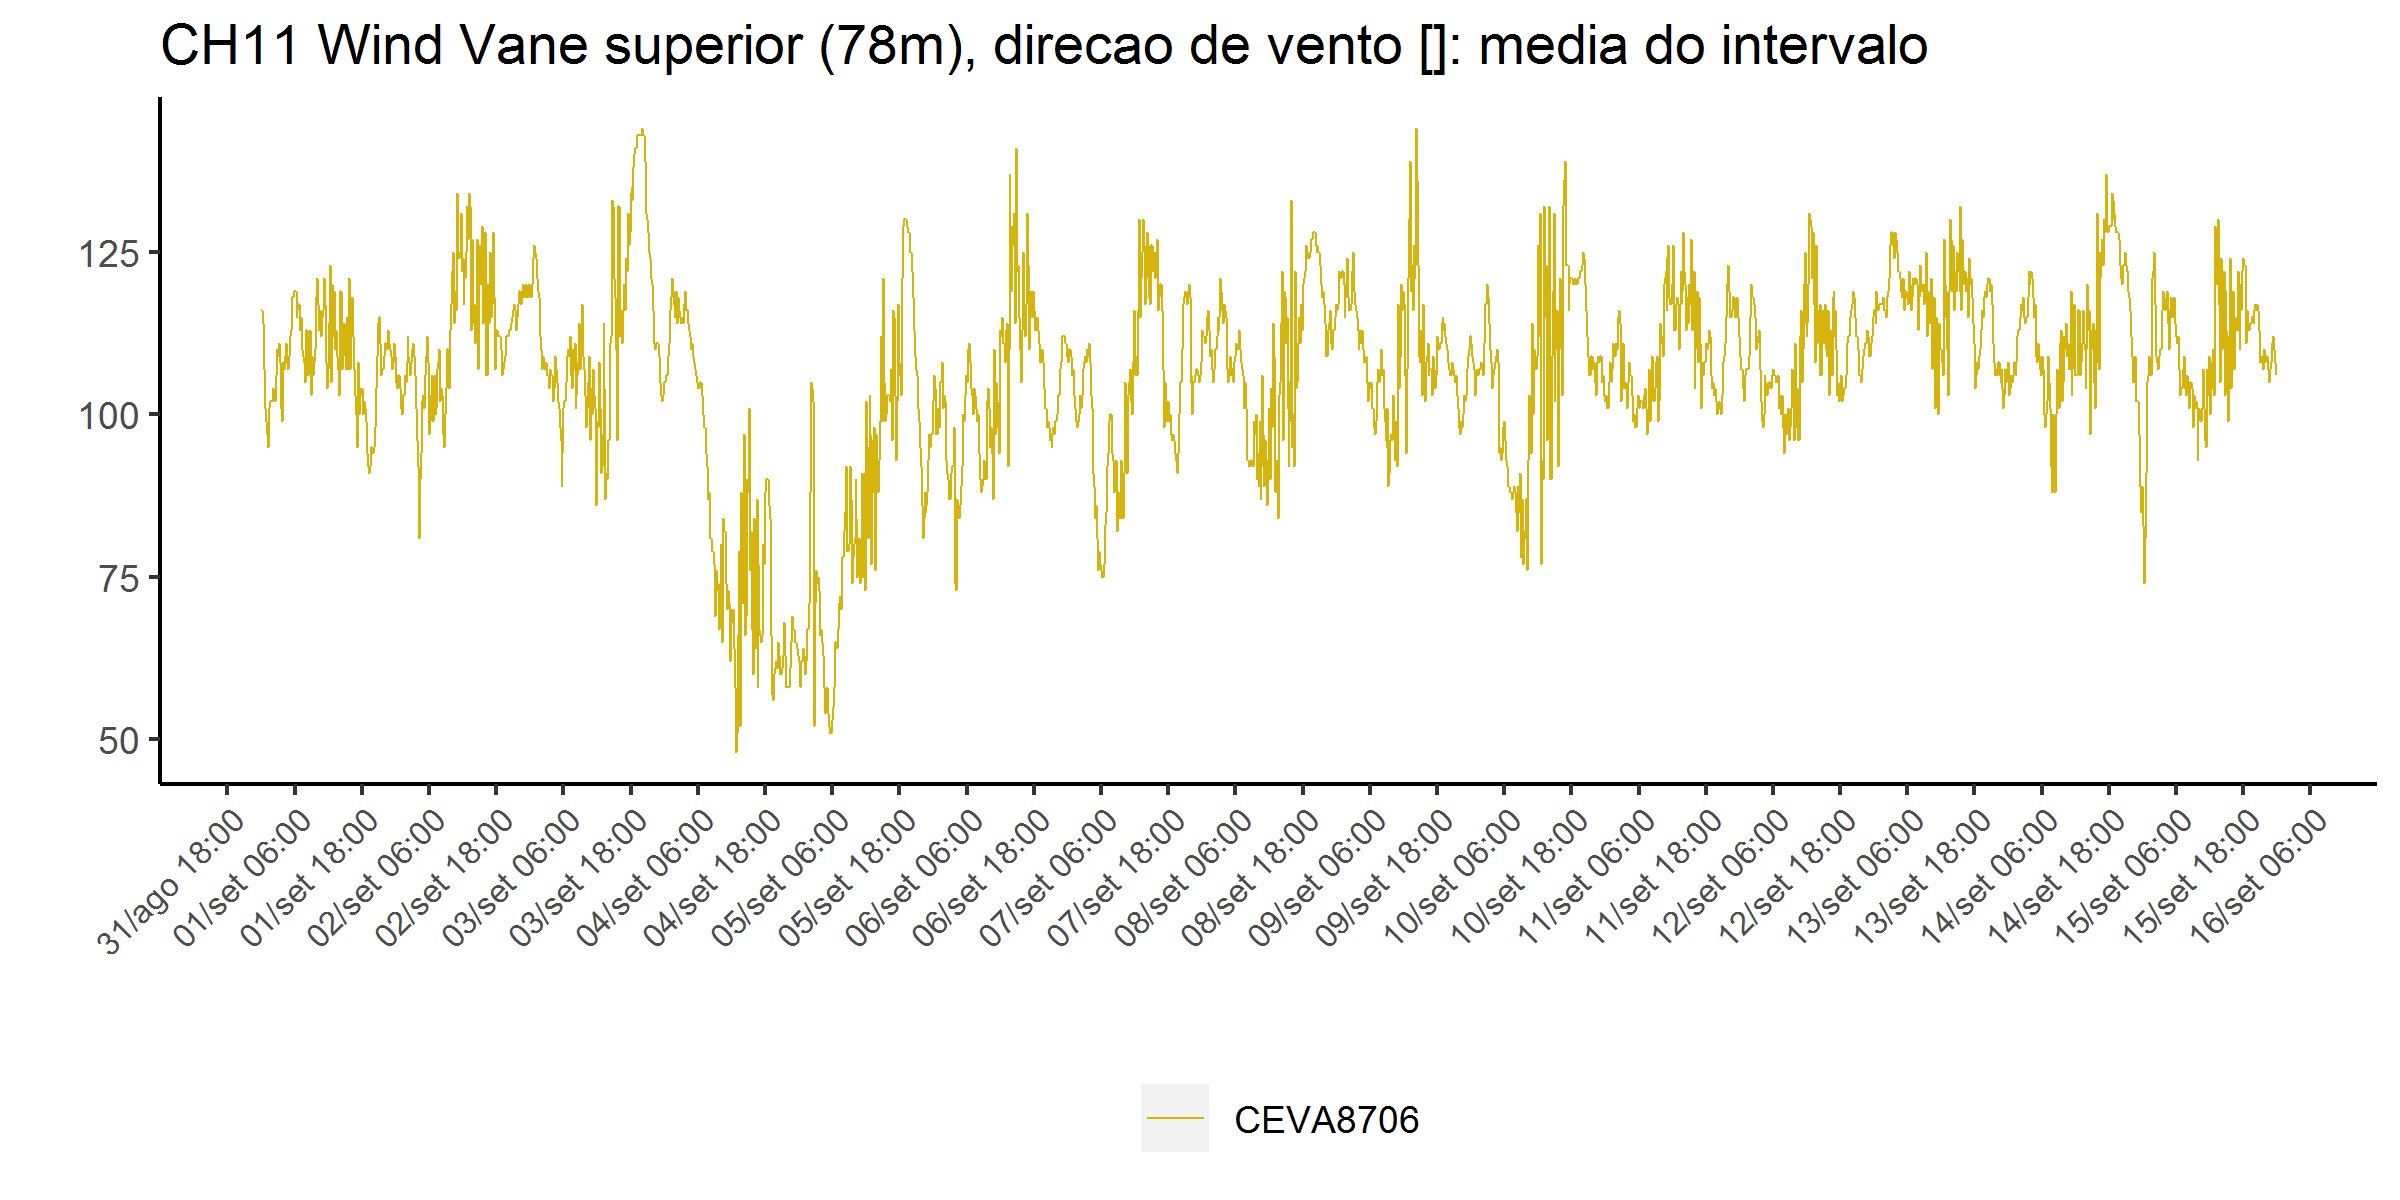 CH11 Wind Vane superior (78m), direcao de vento []: media do intervalo
125
100
75
50
31/ago 18:00
01/set 06:00
01/set 18:00
02/set 06:00
02/set 18:00
03/set 06:00
03/set 18:00
04/set 06:00
04/set 18:00
05/set 06:00
05/set 18:00
06/set 06:00
06/set 18:00
07/set 06:00
07/set 18:00
08/set 06:00
08/set 18:00
09/set 06:00
09/set 18:00
10/set 06:00
10/set 18:00
11/set 06:00
11/set 18:00
12/set 06:00
12/set 18:00
13/set 06:00
13/set 18:00
14/set 06:00
14/set 18:00
15/set 06:00
15/set 18:00
16/set 06:00
CEVA8706